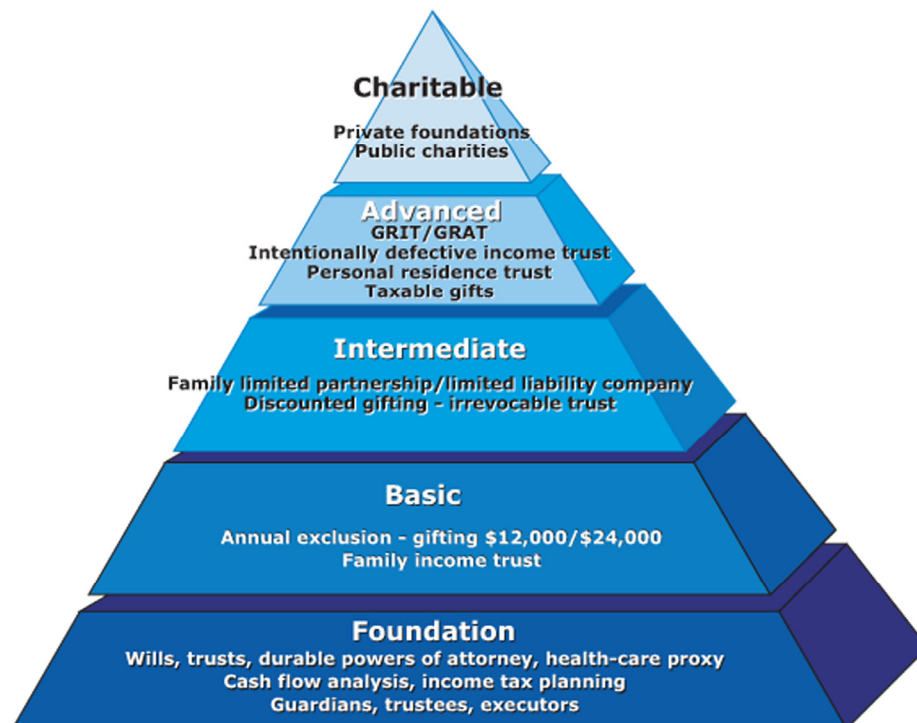 Charitable
Private foundations
Public charities
Advanced
GRIT/GRAT
Intentionally defective income trust
Personal residence trust
Taxable gifts
Intermediate
Family limited partnership/limited liability company
Discounted gifting - irrevocable trust
Basic
Annual exclusion - gifting $12,000/$24,000
Family income trust
Foundation
Wills, trusts, durable powers of attorney, health-care proxy
Cash flow analysis, income tax planning
Guardians, trustees, executors